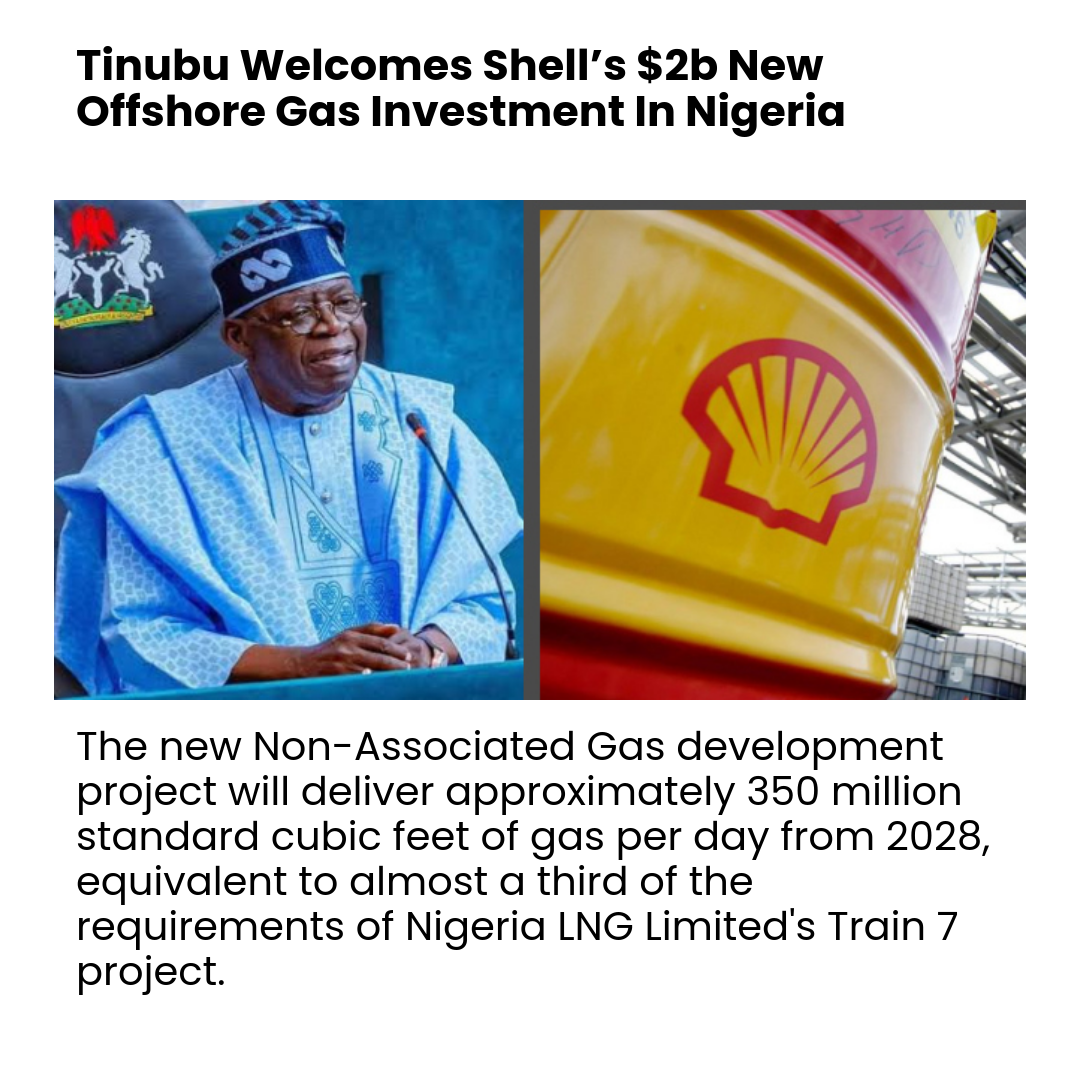 Tinubu Welcomes Shell’s $2b New
Offshore Gas Investment In Nigeria
The new Non-Associated Gas development
project will deliver approximately 350 million
standard cubic feet of gas per day from 2028,
equivalent to almost a third of the
requirements of Nigeria LNG Limited's Train 7
project.